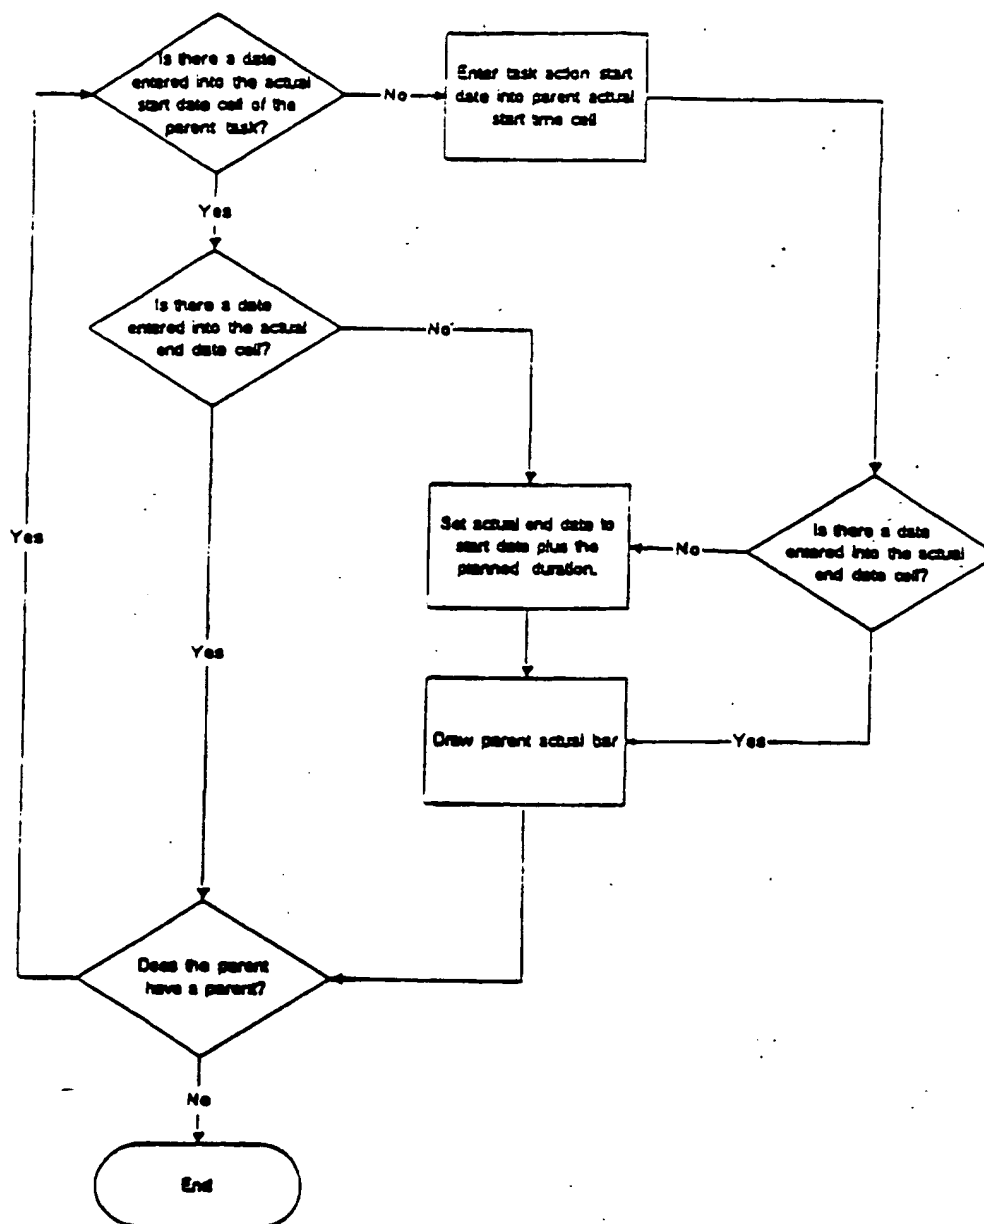 Is there a date
entered into the actual
start date cell of the
parent task?
No
Enter task action start
date into parent actual
start time cell
Yes
Is there a date
entered into the actual
end date cell?
No
Set actual end date to
start date plus the
planned duration.
No
Is there a date
entered into the actual
end date cell?
Yes
Yes
Draw parent actual bar
Yes
Does the parent
have a parent?
No
End